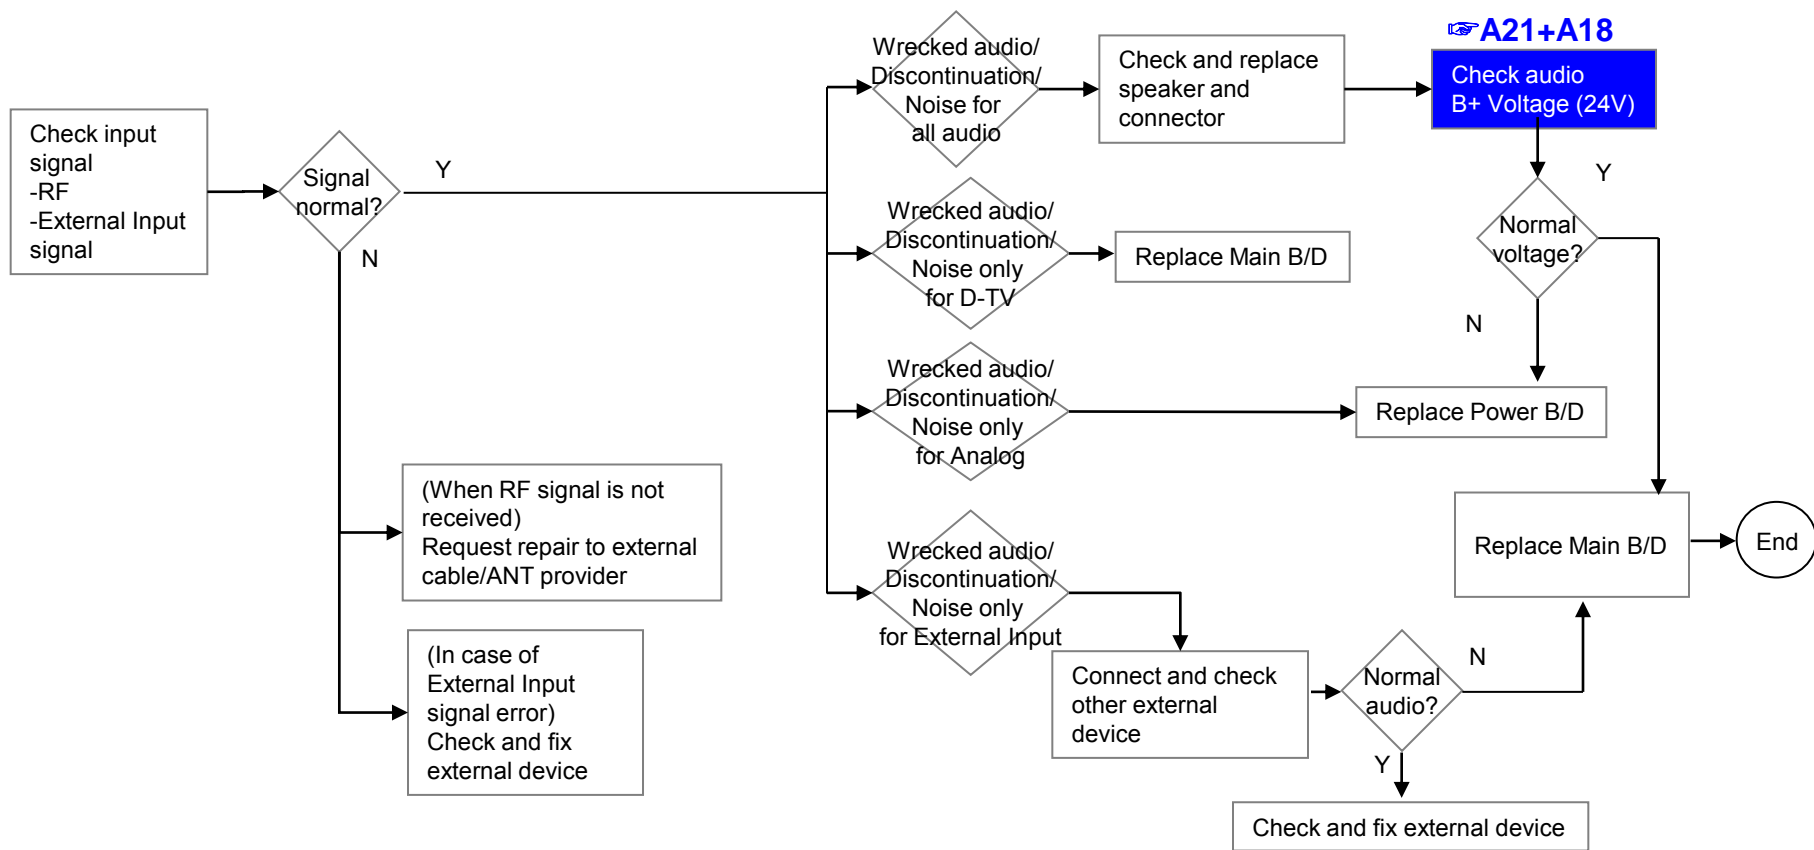 Check input
signal
-RF
-External Input
signal
Signal
normal?
Y
N
(When RF signal is not
received)
Request repair to external
cable/ANT provider
(In case of
External Input
signal error)
Check and fix
external device
Wrecked audio/
Discontinuation/
Noise for
all audio
Check and replace
speaker and
connector
☞A21+A18
Check audio
B+ Voltage (24V)
Y
Normal
voltage?
N
Wrecked audio/
Discontinuation/
Noise only
for D-TV
Replace Main B/D
Wrecked audio/
Discontinuation/
Noise only
for Analog
Replace Power B/D
Wrecked audio/
Discontinuation/
Noise only
for External Input
Connect and check
other external
device
Normal
audio?
N
Y
Replace Main B/D
End
Check and fix external device